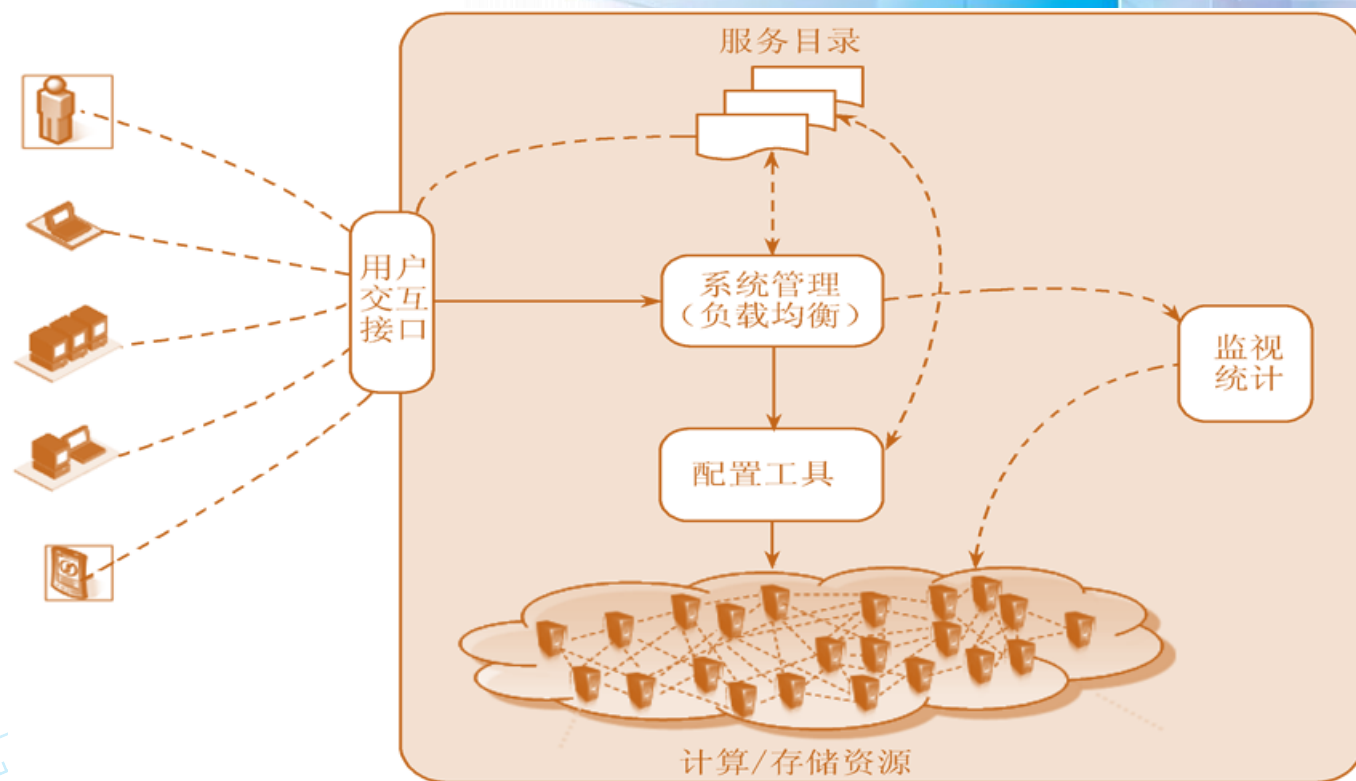 服务目录
用户
交互
接口
系统管理
（负载均衡）
监视
统计
配置工具
计算/存储资源